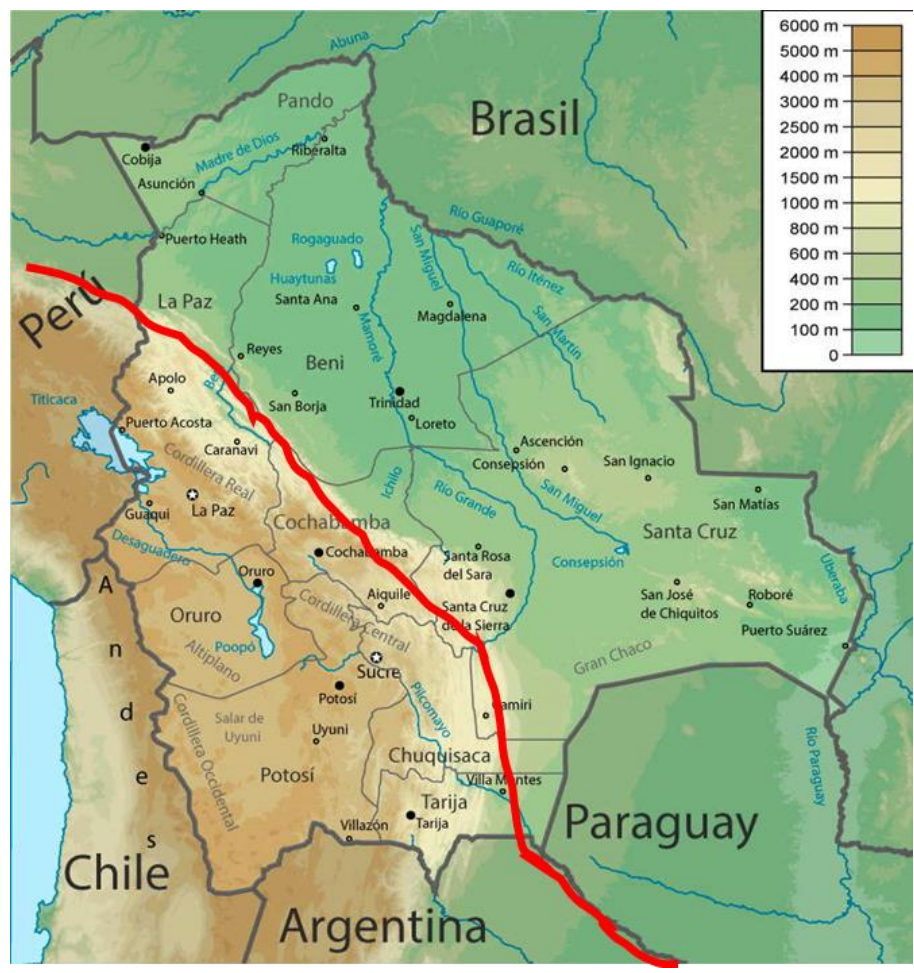 6000 m
5000 m
4000 m
3000 m
2500 m
2000 m
1500 m
1000 m
800 m
600 m
400 m
200 m
100 m
0
Abuna
Brasil
Pando
Riberalta
Madre de Dios
Cobija
Asunción
Puerto Heath
Río Guaporé
Rogaguado
San Miguel
Río Iténez
Huaytunas
Perú
La Paz
Santa Ana
Mamoré
Magdalena
San Martín
Reyes
Beni
Apolo
Be
San Borja
Trinidad
Loreto
Titicaca
Puerto Acosta
Caranavi
Ascención
Consepsión
San Ignacio
Cordillera Real
Ichilo
Río Grande
San Miguel
San Matías
La Paz
Guaqui
Cochabamba
Santa Cruz
Desaguadero
Cochabamba
Santa Rosa
del Sara
Consepsión
Uberaba
A
n
d
e
s
Oruro
Aiquile
San José
de Chiquitos
Roboré
Oruro
Cordillera Central
Santa Cruz
de la Sierra
Puerto Suárez
Poopó
Altiplano
Sucre
Gran Chaco
Potosí
Pilcomayo
Camiri
Cordillera Occidental
Salar de
Uyuni
Uyuni
Río Paraguay
Potosí
Chuquisaca
Villa Montes
Tarija
Tarija
Paraguay
Villazón
Chile
Argentina